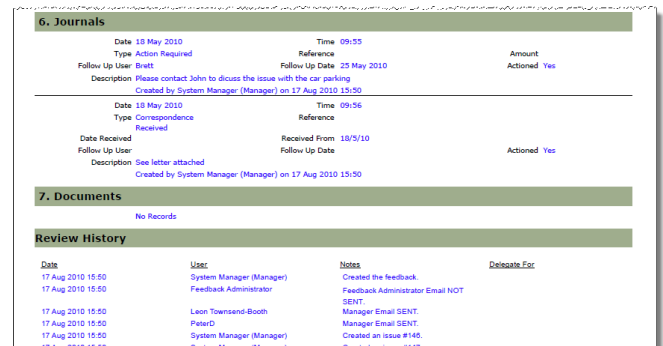 6. Journals
Date 18 May 2010 Time 09:55
Type Action Required Reference Amount
Follow Up User Brett Follow Up Date 25 May 2010 Actioned Yes
Description Please contact John to dicuss the issue with the car parking
Created by System Manager (Manager) on 17 Aug 2010 15:50
Date 18 May 2010 Time 09:56
Type Correspondence Reference
Received
Date Received Received From 18/5/10
Follow Up User Follow Up Date Actioned Yes
Description See letter attached
Created by System Manager (Manager) on 17 Aug 2010 15:50
7. Documents
No Records
Review History
Date User Notes Delegate For
17 Aug 2010 15:50 System Manager (Manager) Created the feedback.
17 Aug 2010 15:50 Feedback Administrator Feedback Administrator Email NOT
SENT.
17 Aug 2010 15:50 Leon Townsend-Booth Manager Email SENT.
17 Aug 2010 15:50 PeterD Manager Email SENT.
17 Aug 2010 15:50 System Manager (Manager) Created an issue #146.